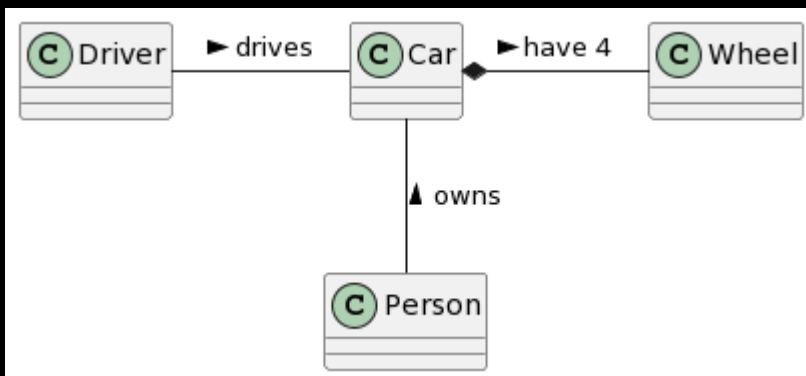 C Driver
drives
C Car
have 4
C Wheel
owns
C Person